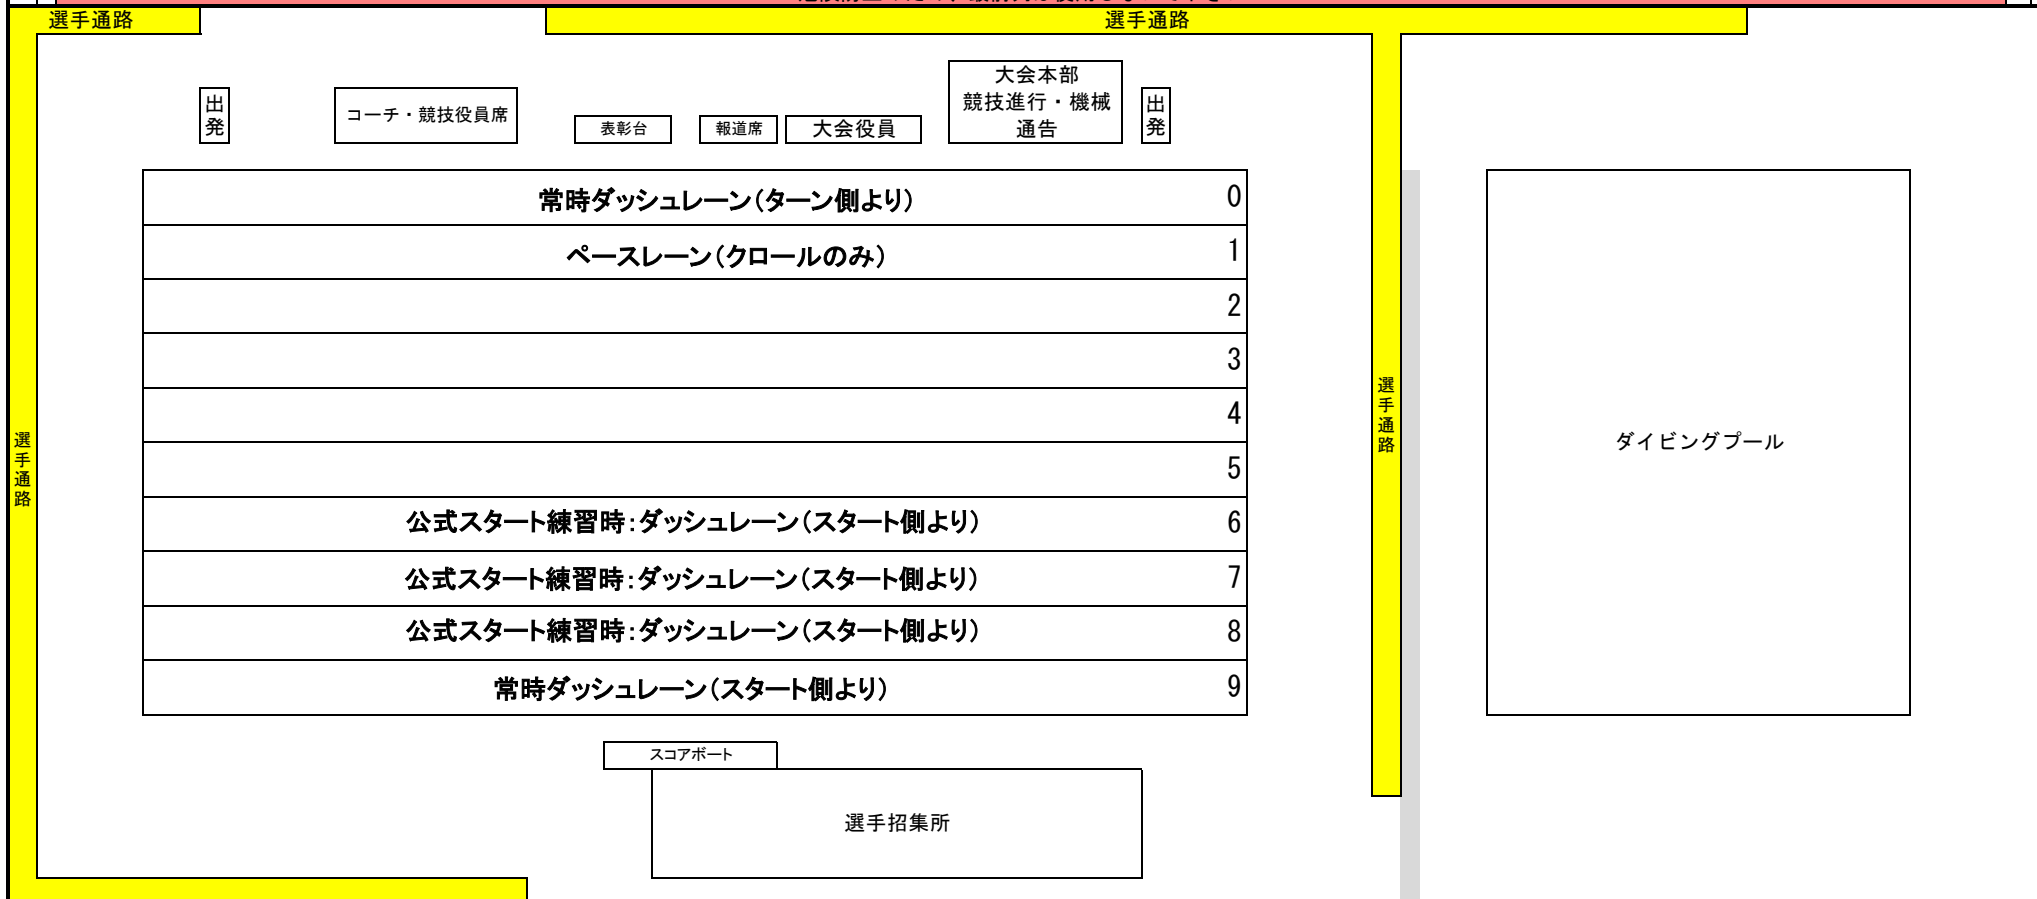 選手通路
選手通路
大会本部
競技進行・機械
通告
出発
コーチ・競技役員席
表彰台
報道席
大会役員
出発
常時ダッシュレーン(ターン側より)
0
ペースレーン(クロールのみ)
1
2
3
4
5
公式スタート練習時:ダッシュレーン(スタート側より)
6
公式スタート練習時:ダッシュレーン(スタート側より)
7
公式スタート練習時:ダッシュレーン(スタート側より)
8
常時ダッシュレーン(スタート側より)
9
選手通路
選手通路
ダイビングプール
スコアボート
選手招集所